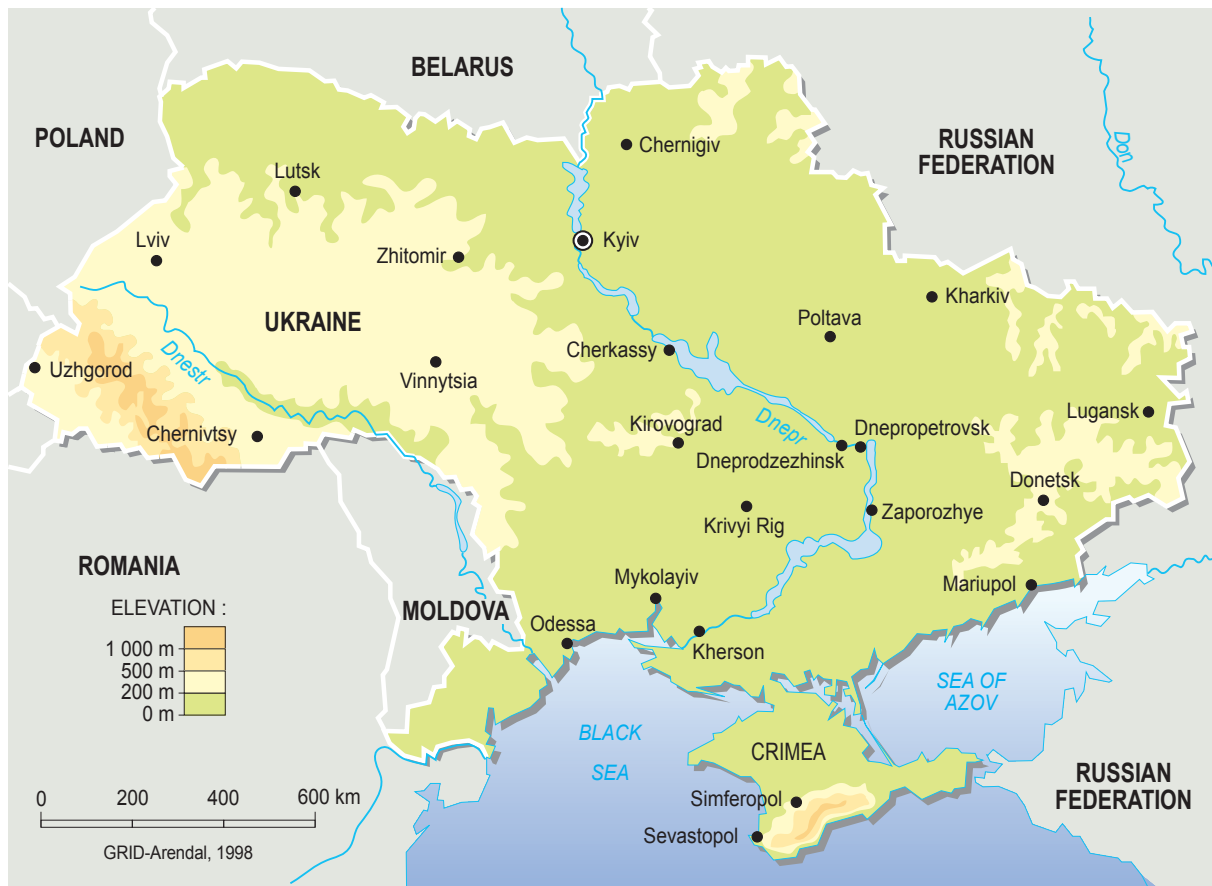 BELARUS
POLAND
RUSSIAN
FEDERATION
Don
Chernigiv
Lutsk
Kyiv
Lviv
Zhitomir
Kharkiv
UKRAINE
Poltava
Dnestr
Cherkassy
Uzhgorod
Vinnytsia
Lugansk
Chernivtsy
Kirovograd
Dnepr
Dnepropetrovsk
Dneprodzezhinsk
Donetsk
Krivyi Rig
Zaporozhye
ROMANIA
Mykolayiv
Mariupol
ELEVATION :
1 000 m
500 m
200 m
0 m
MOLDOVA
Odessa
Kherson
SEA OF
AZOV
BLACK
SEA
CRIMEA
RUSSIAN
FEDERATION
Simferopol
Sevastopol
0 200 400 600 km
GRID-Arendal, 1998